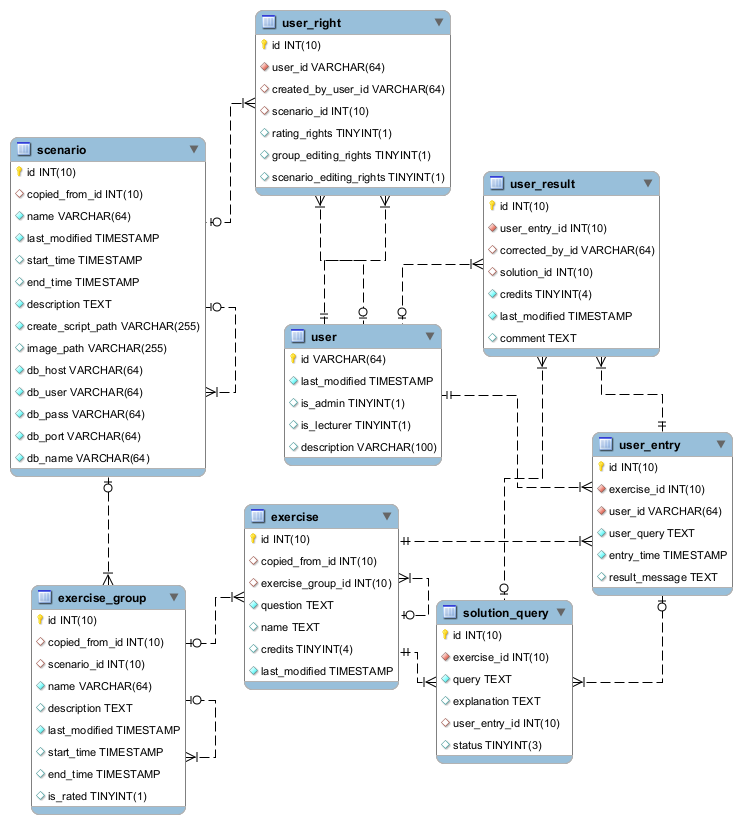 user_right
id INT(10)
user_id VARCHAR(64)
created_by_user_id VARCHAR(64)
scenario_id INT(10)
rating_rights TINYINT(1)
group_editing_rights TINYINT(1)
scenario_editing_rights TINYINT(1)
scenario
id INT(10)
copied_from_id INT(10)
name VARCHAR(64)
last_modified TIMESTAMP
start_time TIMESTAMP
end_time TIMESTAMP
description TEXT
create_script_path VARCHAR(255)
image_path VARCHAR(255)
db_host VARCHAR(64)
db_user VARCHAR(64)
db_pass VARCHAR(64)
db_port VARCHAR(64)
db_name VARCHAR(64)
user_result
id INT(10)
user_entry_id INT(10)
corrected_by_id VARCHAR(64)
solution_id INT(10)
credits TINYINT(4)
last_modified TIMESTAMP
comment TEXT
user
id VARCHAR(64)
last_modified TIMESTAMP
is_admin TINYINT(1)
is_lecturer TINYINT(1)
description VARCHAR(100)
user_entry
id INT(10)
exercise_id INT(10)
user_id VARCHAR(64)
user_query TEXT
entry_time TIMESTAMP
result_message TEXT
exercise
id INT(10)
copied_from_id INT(10)
exercise_group_id INT(10)
question TEXT
name TEXT
credits TINYINT(4)
last_modified TIMESTAMP
exercise_group
id INT(10)
copied_from_id INT(10)
scenario_id INT(10)
name VARCHAR(64)
description TEXT
last_modified TIMESTAMP
start_time TIMESTAMP
end_time TIMESTAMP
is_rated TINYINT(1)
solution_query
id INT(10)
exercise_id INT(10)
query TEXT
explanation TEXT
user_entry_id INT(10)
status TINYINT(3)